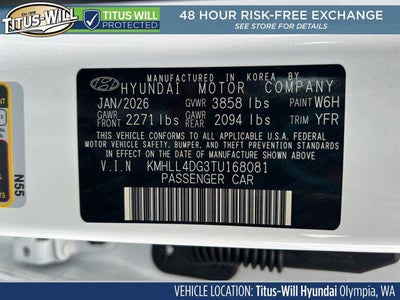 TITUS-WILL
TITUS-WILL
PROTECTED
48 HOUR RISK-FREE EXCHANGE
SEE STORE FOR DETAILS
MANUFACTURED IN KOREA BY
HYUNDAI MOTOR COMPANY
JAN/2026 GVWR 3858 lbs PAINT W6H
GAWR FRONT 2271 lbs GAWR REAR 2094 lbs TRIM YFR
THIS VEHICLE CONFORMS TO ALL APPLICABLE U.S.A. FEDERAL
MOTOR VEHICLE SAFETY, BUMPER, AND THEFT PREVENTION STANDARDS
IN EFFECT ON THE DATE OF MANUFACTURE SHOWN ABOVE.
V.I.N KMHLL4DG3TU168081
PASSENGER CAR
N55
VEHICLE LOCATION: Titus-Will Hyundai Olympia, WA